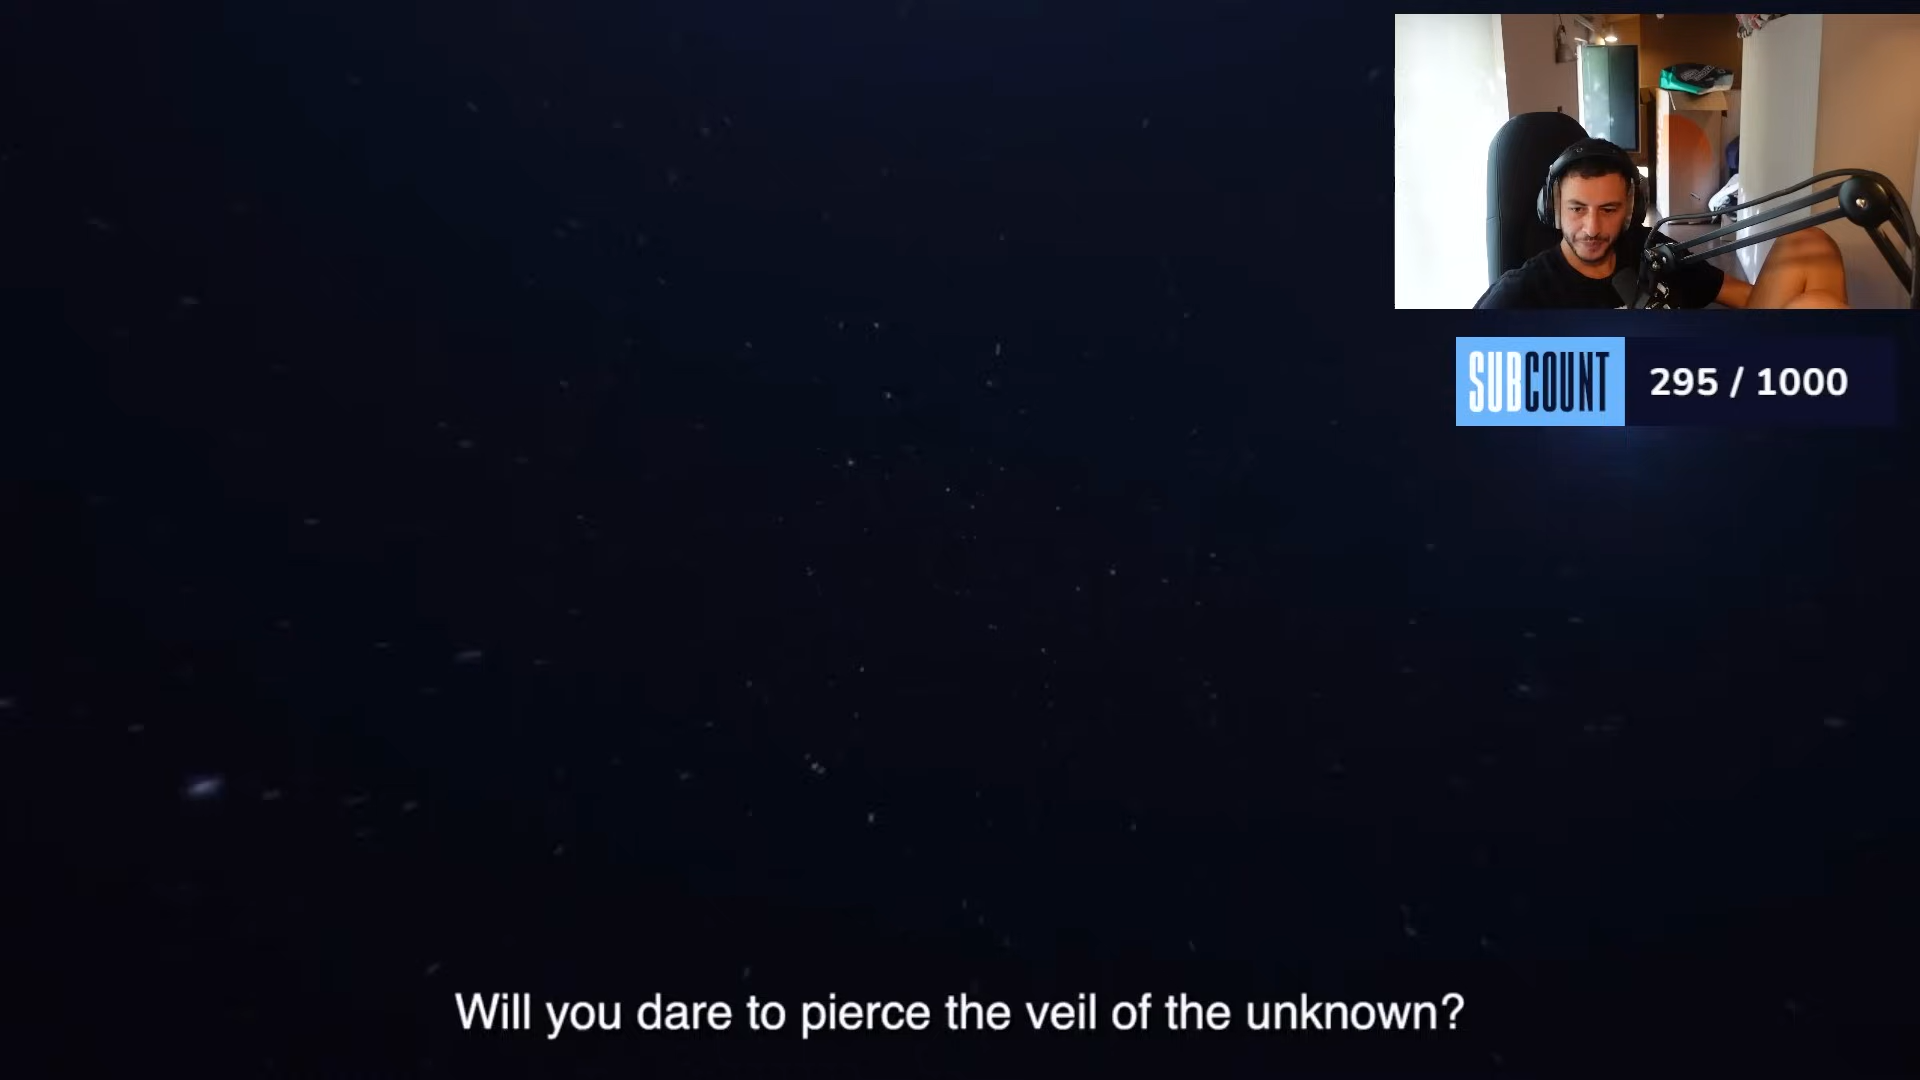 SUBCOUNT 295 / 1000
Will you dare to pierce the veil of the unknown?